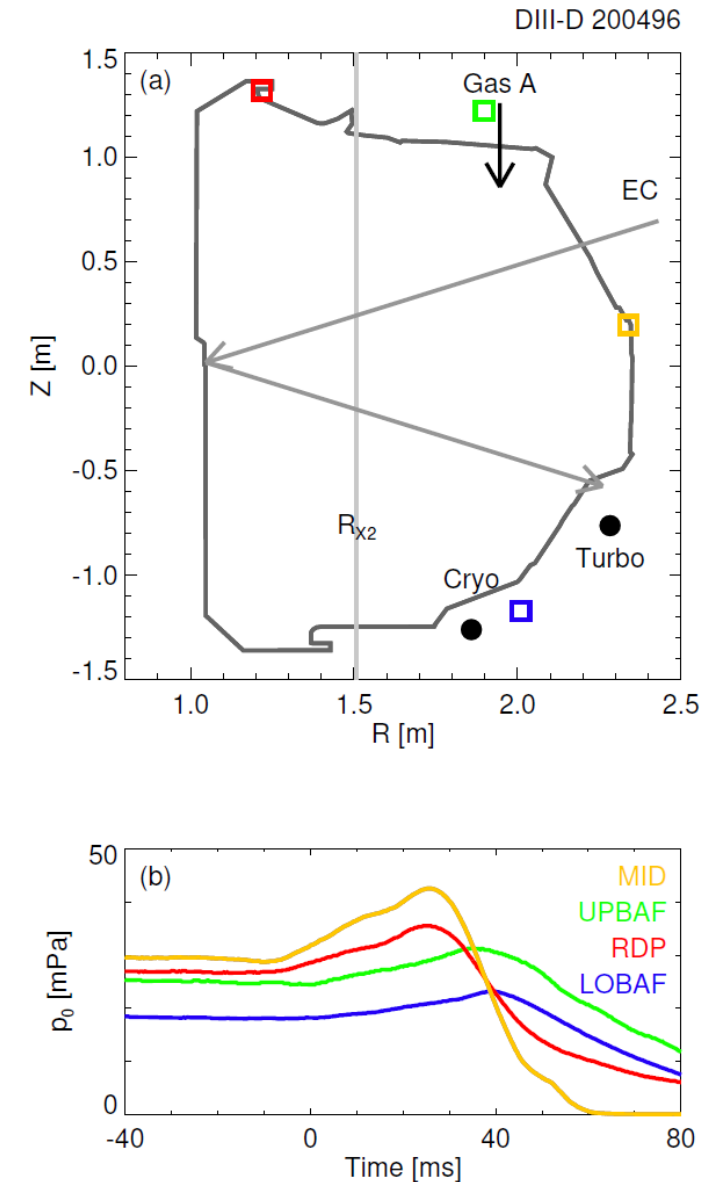 DIII-D 200496
1.5
(a)
Gas A
1.0
EC
0.5
0.0
Z [m]
-0.5
R_X2
Turbo
Cryo
-1.0
-1.5
1.0 1.5 2.0 2.5
R [m]
50
(b)
MID
UPBAF
RDP
LOBAF
p_0 [mPa]
0
-40 0 40 80
Time [ms]